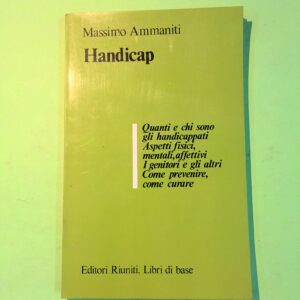 Massimo Ammaniti
Handicap
Quanti e chi sono
gli handicappati
Aspetti fisici,
mentali, affettivi
I genitori e gli altri
Come prevenire,
come curare
Editori Riuniti. Libri di base